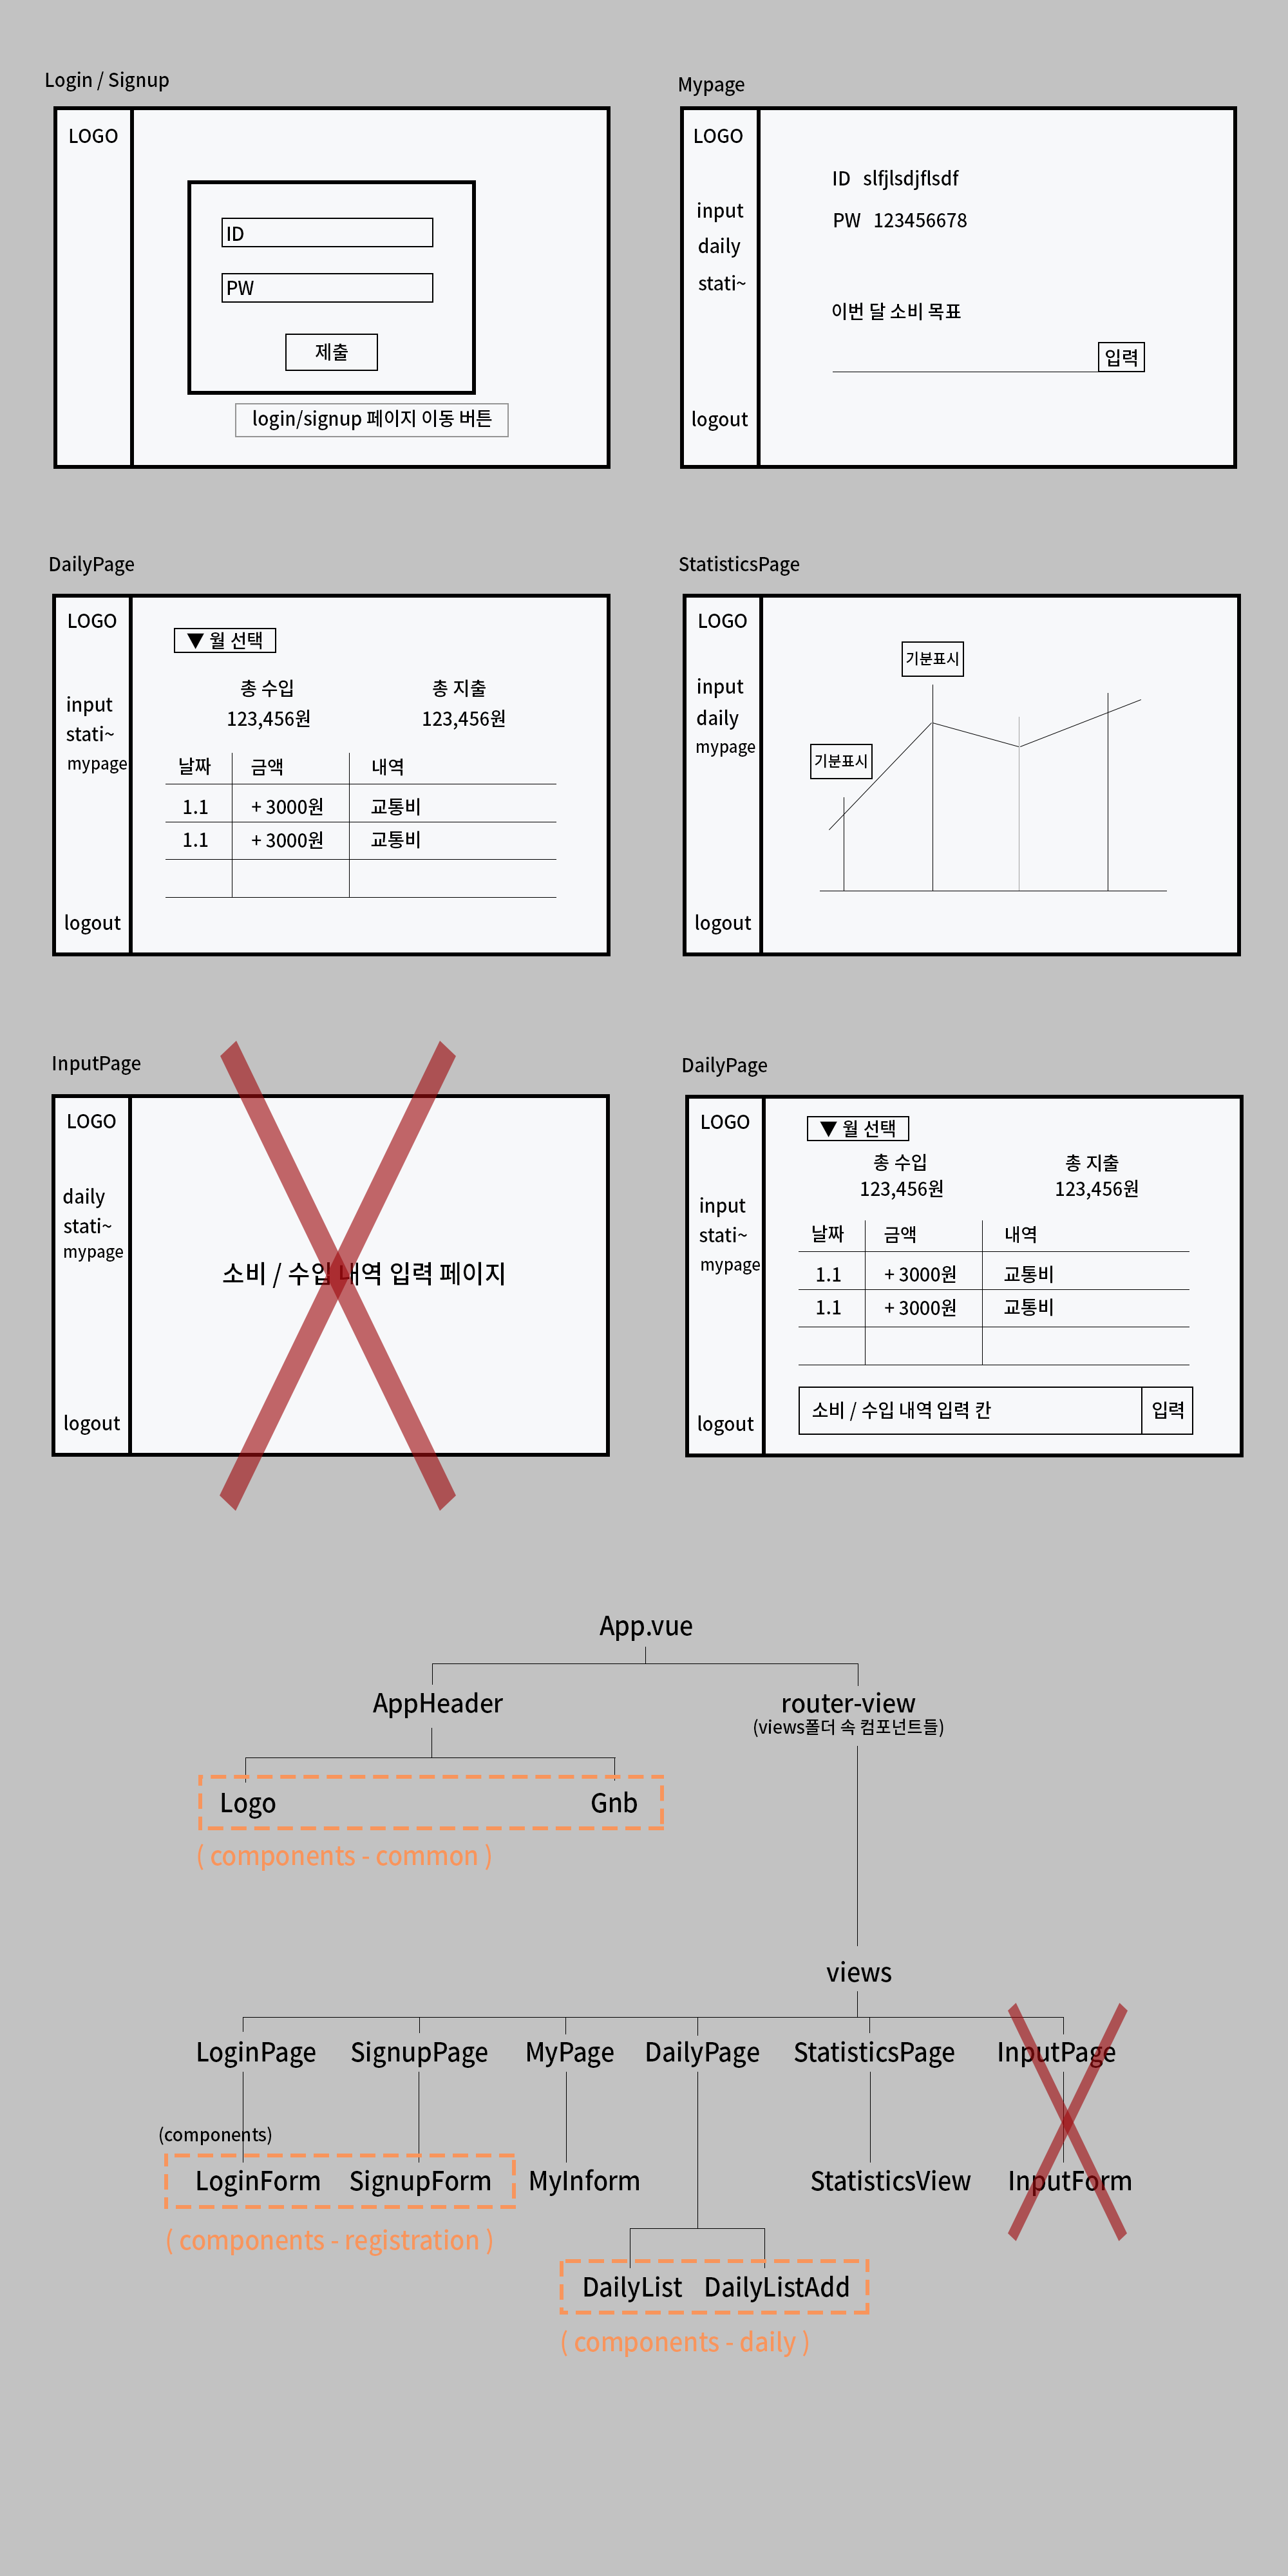 Login / Signup
LOGO
ID
PW
제출
login/signup 페이지 이동 버튼
Mypage
LOGO
input
daily
stati~
logout
ID slfjlsdjflsdf
PW 123456678
이번 달 소비 목표
입력
DailyPage
LOGO
input
stati~
mypage
logout
▼ 월 선택
총 수입 총 지출
123,456원 123,456원
날짜 금액 내역
1.1 + 3000원 교통비
1.1 + 3000원 교통비
StatisticsPage
LOGO
input
daily
mypage
logout
기분표시
기분표시
InputPage
LOGO
daily
stati~
mypage
logout
소비 / 수입 내역 입력 페이지
DailyPage
LOGO
input
stati~
mypage
logout
▼ 월 선택
총 수입 총 지출
123,456원 123,456원
날짜 금액 내역
1.1 + 3000원 교통비
1.1 + 3000원 교통비
소비 / 수입 내역 입력 칸 입력
App.vue
AppHeader router-view
(views폴더 속 컴포넌트들)
Logo Gnb
( components - common )
views
LoginPage SignupPage MyPage DailyPage StatisticsPage InputPage
(components)
LoginForm SignupForm MyInform StatisticsView InputForm
( components - registration )
DailyList DailyListAdd
( components - daily )